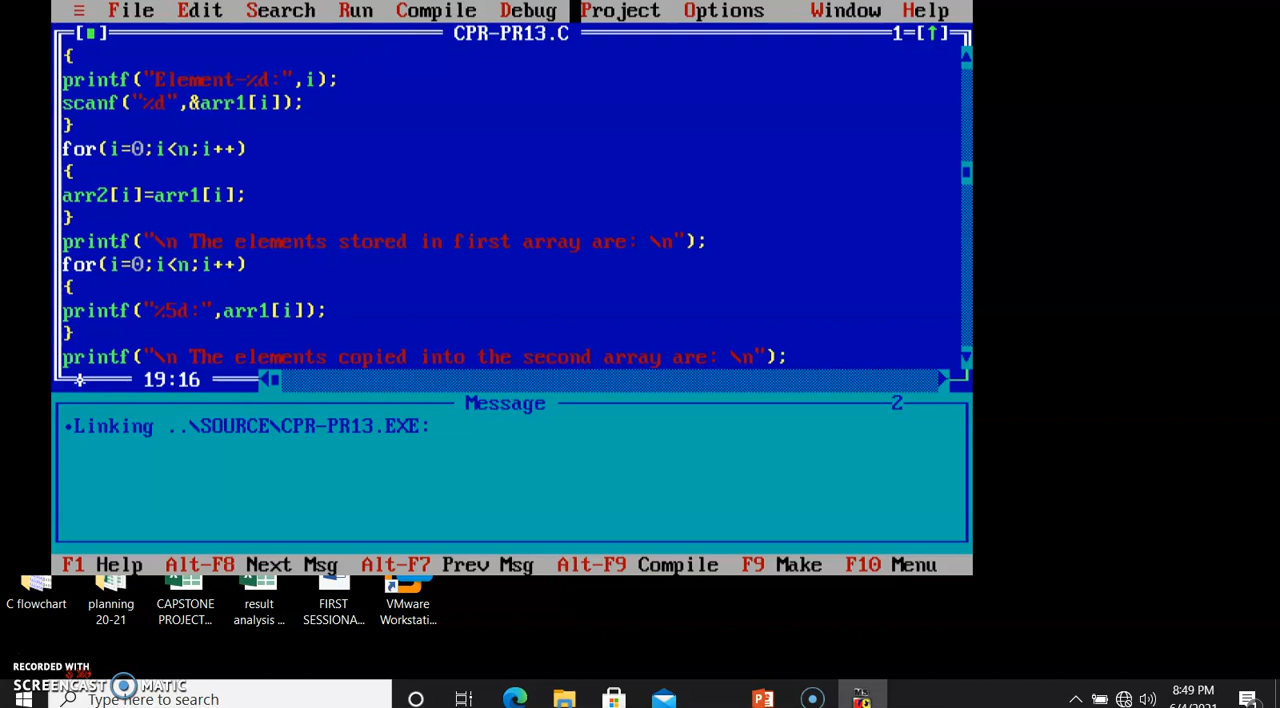 ≡ File Edit Search Run Compile Debug Project Options Window Help
[■] CPR-PR13.C 1=[↑]
{
printf("Element-%d:",i);
scanf("%d",&arr1[i]);
}
for(i=0;i<n;i++)
{
arr2[i]=arr1[i];
}
printf("\n The elements stored in first array are: \n");
for(i=0;i<n;i++)
{
printf("%5d:",arr1[i]);
}
printf("\n The elements copied into the second array are: \n");
19:16
Message 2
•Linking ..\SOURCE\CPR-PR13.EXE:
F1 Help Alt-F8 Next Msg Alt-F7 Prev Msg Alt-F9 Compile F9 Make F10 Menu
C flowchart planning CAPSTONE result FIRST VMware
20-21 PROJECT... analysis ... SESSIONA... Workstati...
RECORDED WITH
SCREENCAST MATIC
Type here to search
8:49 PM
6/4/2021